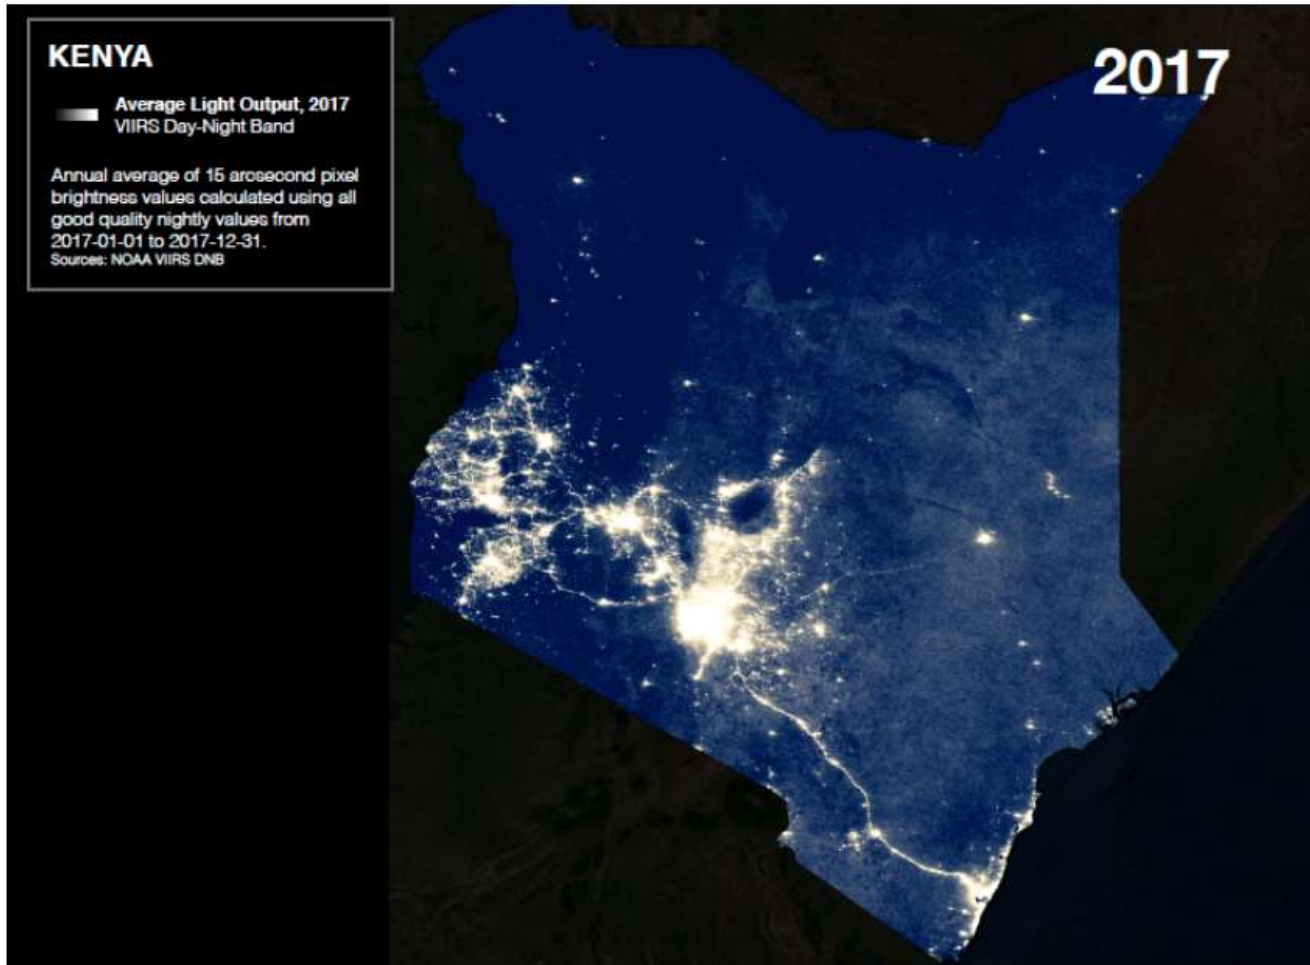 KENYA
Average Light Output, 2017
VIIRS Day-Night Band
Annual average of 15 arcsecond pixel
brightness values calculated using all
good quality nightly values from
2017-01-01 to 2017-12-31.
Sources: NOAA VIIRS DNB
2017